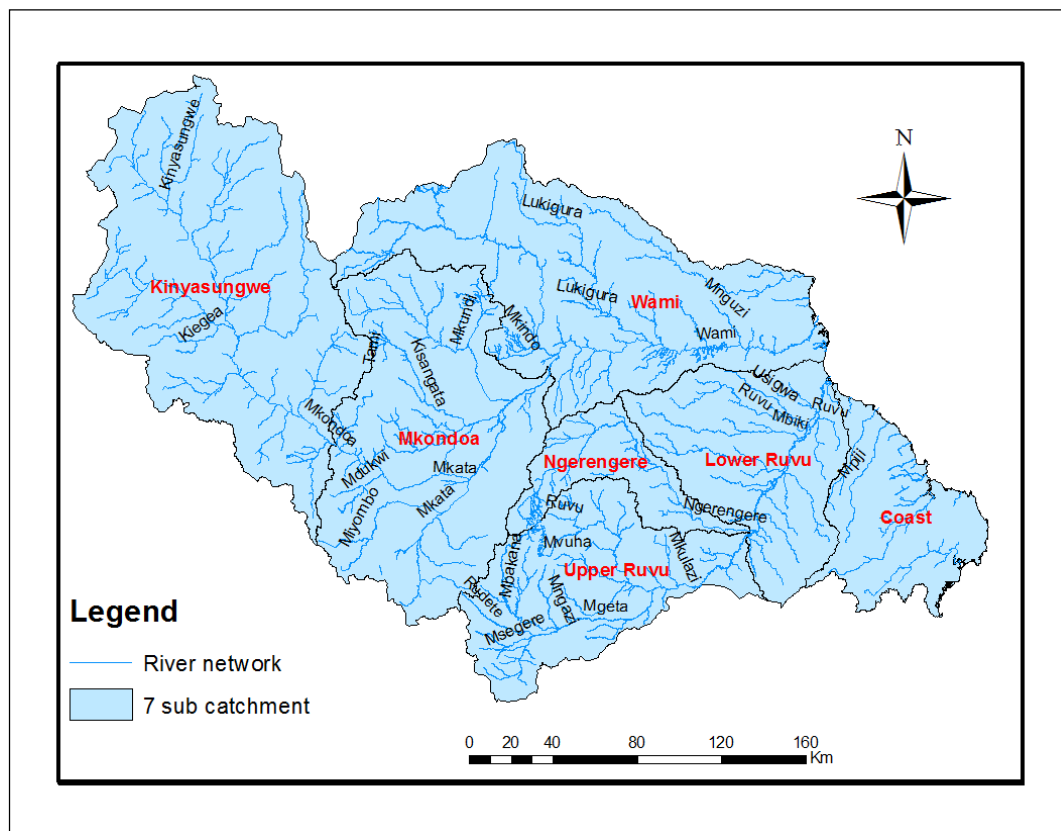 N
Kinyasungwe
Lukigura
Kinyasungwe
Lukigura
Wami
Mnguzi
Kiegea
Tami
Kisangata
Mkundi
Mkindo
Wami
Usigwa
Ruvu
Mbiki
Ruvu
Mkondoa
Mkondoa
Mdukwi
Mkata
Ngerengere
Lower Ruvu
Mpiji
Miyombo
Mkata
Ruvu
Ngerengere
Coast
Mvuha
Mbakana
Upper Ruvu
Mkulazi
Rudete
Mngazi
Mgeta
Msegere
Legend
River network
7 sub catchment
0 20 40 80 120 160
Km